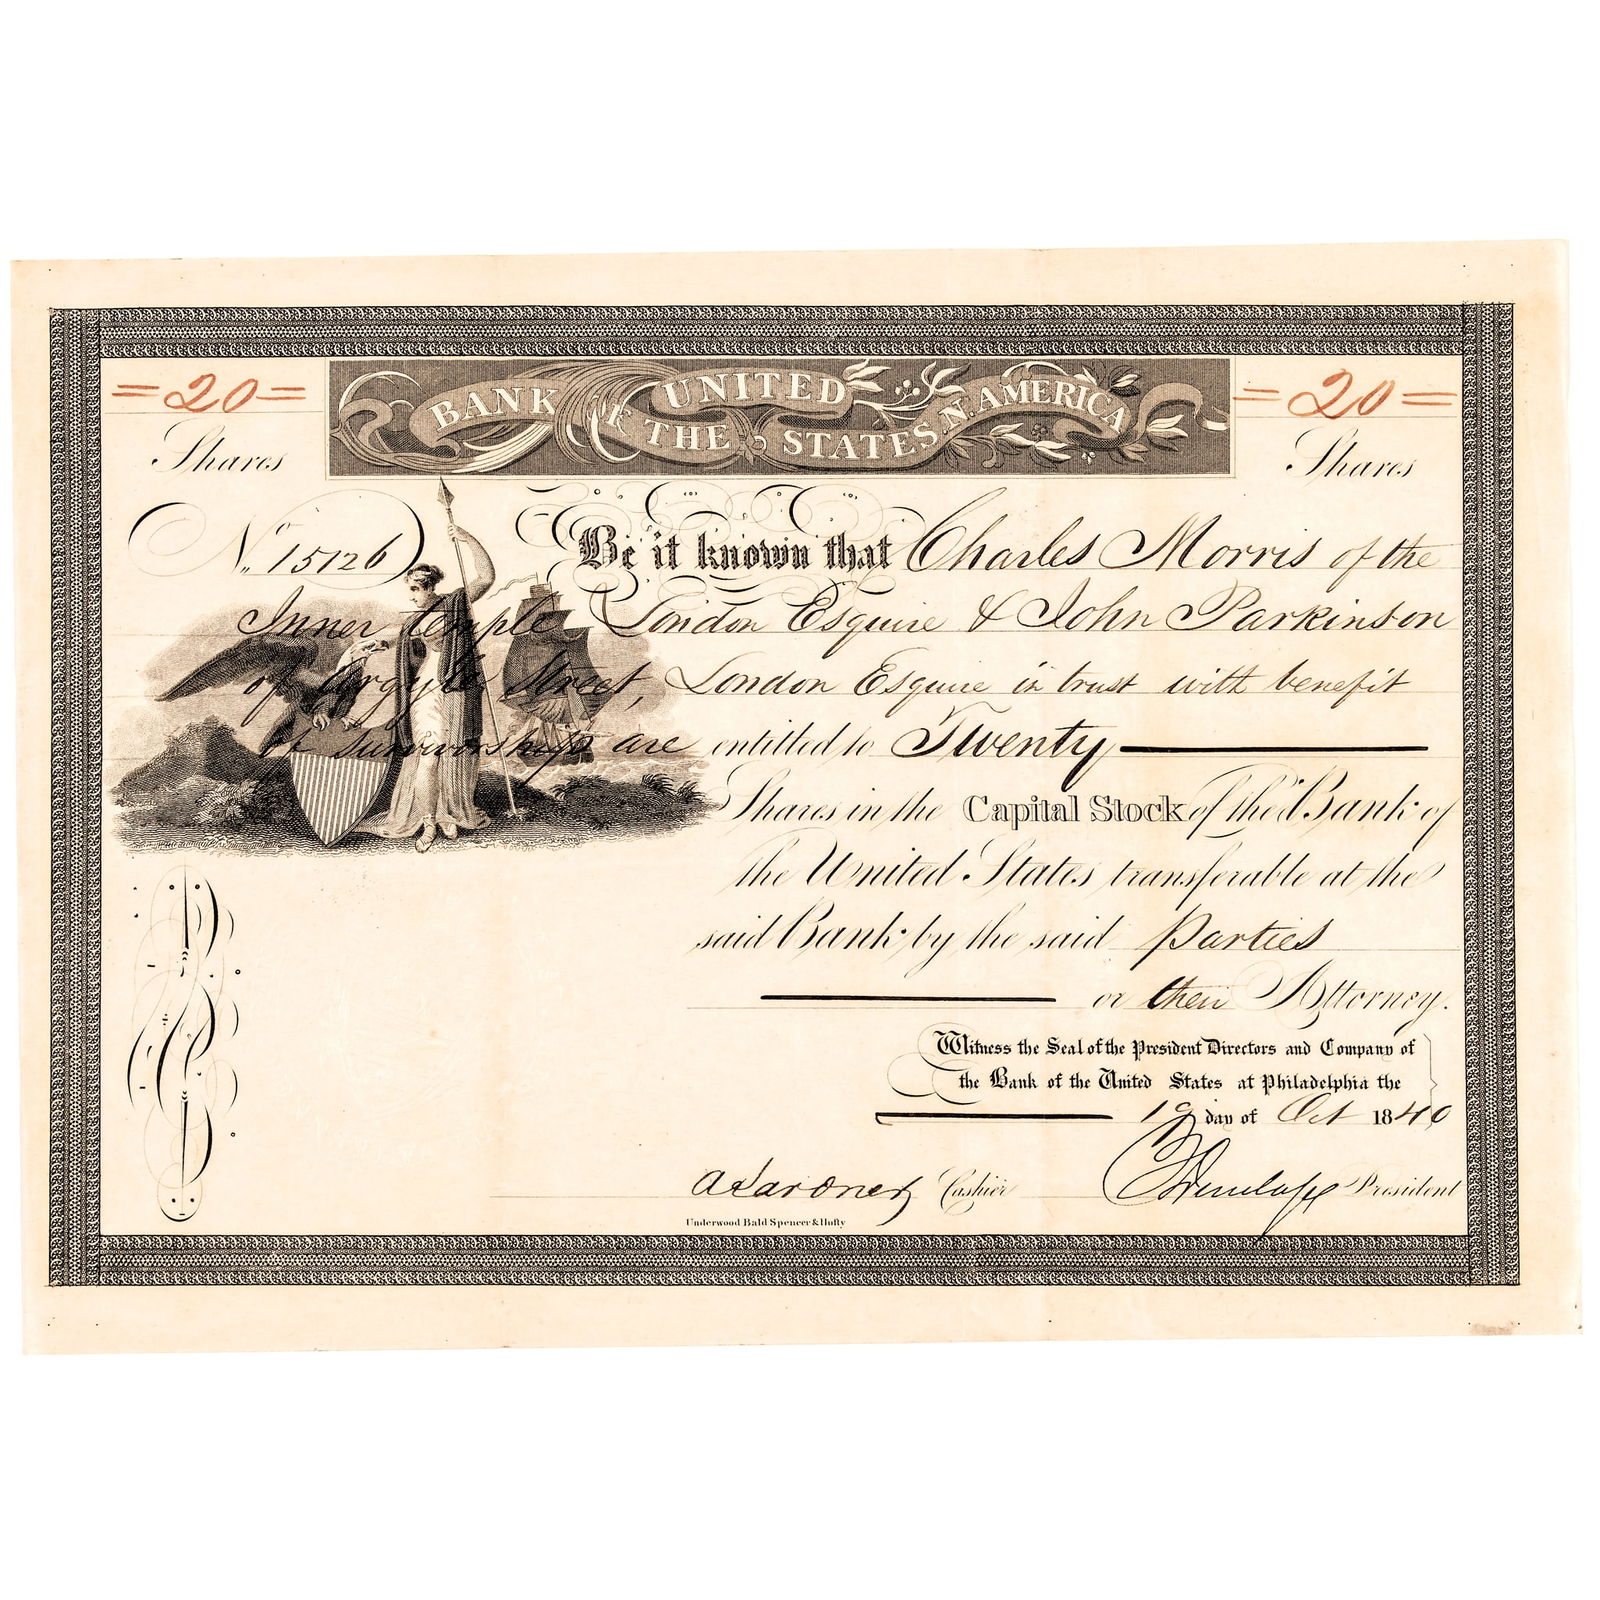 =20=
BANK OF THE UNITED STATES N. AMERICA
=20=
Shares
Shares
No. 15126
Be it known that Charles Morris of the
Inner temple London Esquire & John Parkinson
of Argyle Street, London Esquire in trust with benefit
of survivorship are entitled to Twenty
Shares in the Capital Stock of the Bank of
the United States transferable at the
said Bank by the said Parties
or their Attorney.
Witness the Seal of the President Directors and Company of
the Bank of the United States at Philadelphia the
19 day of Oct 1840
A Lardner Cashier
President
Underwood Bald Spencer & Hufty